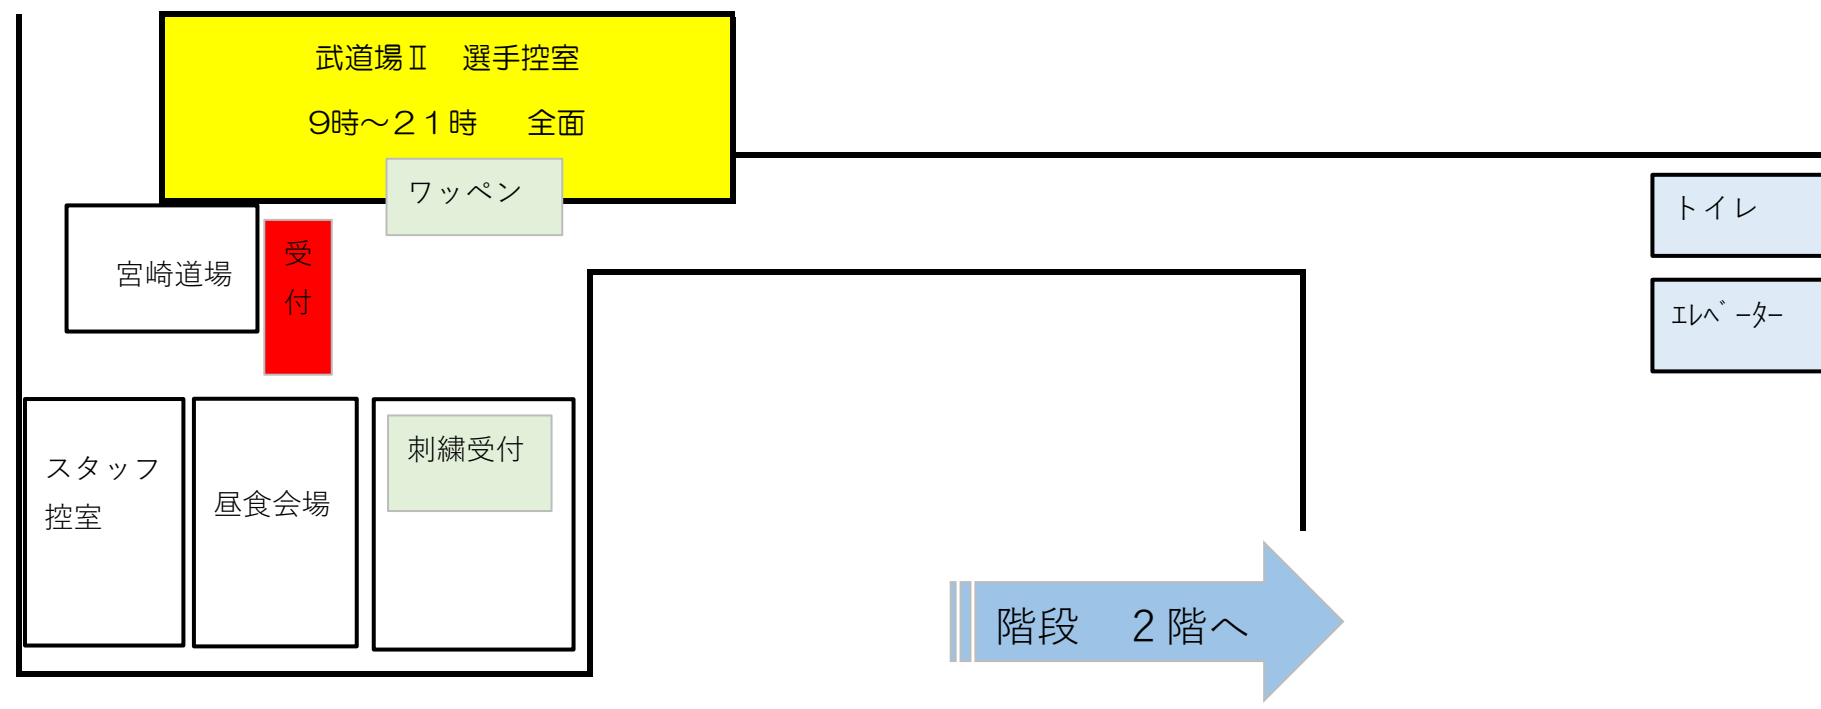 武道場Ⅱ　選手控室
9時～２１時　全面
ワッペン
トイレ
宮崎道場
受
付
ｴﾚﾍﾞｰﾀｰ
スタッフ
控室
昼食会場
刺繍受付
階段　２階へ